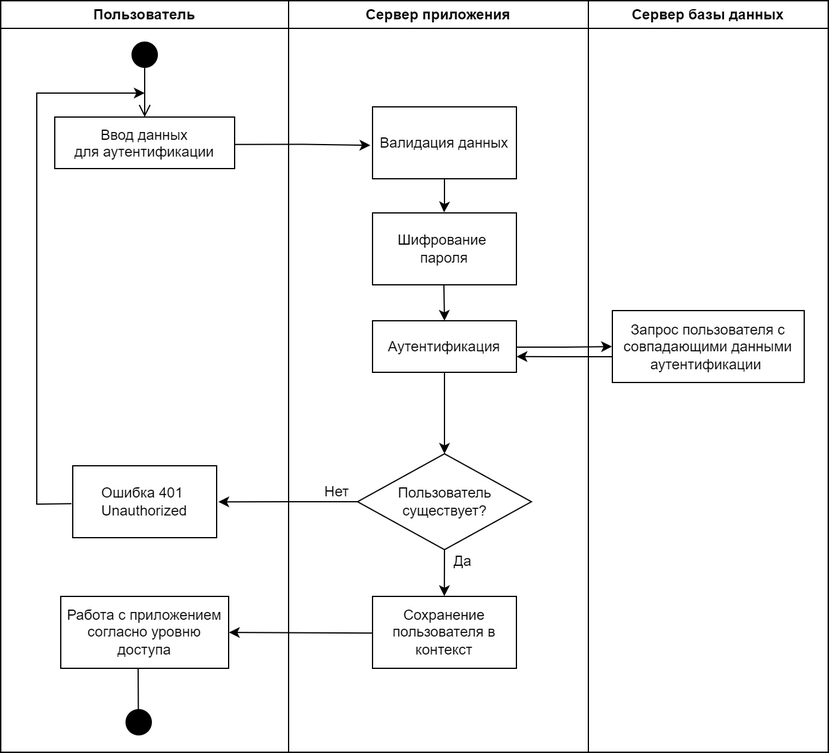 Пользователь
Сервер приложения
Сервер базы данных
Ввод данных
для аутентификации
Валидация данных
Шифрование
пароля
Аутентификация
Запрос пользователя с
совпадающими данными
аутентификации
Ошибка 401
Unauthorized
Нет
Пользователь
существует?
Да
Работа с приложением
согласно уровню
доступа
Сохранение
пользователя в
контекст